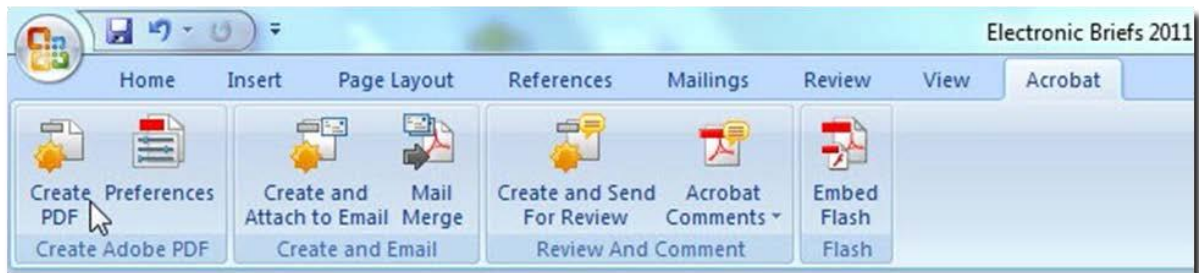 Electronic Briefs 2011
Home Insert Page Layout References Mailings Review View Acrobat
Create Preferences Create and Mail Create and Send Acrobat Embed
PDF Attach to Email Merge For Review Comments Flash
Create Adobe PDF Create and Email Review And Comment Flash